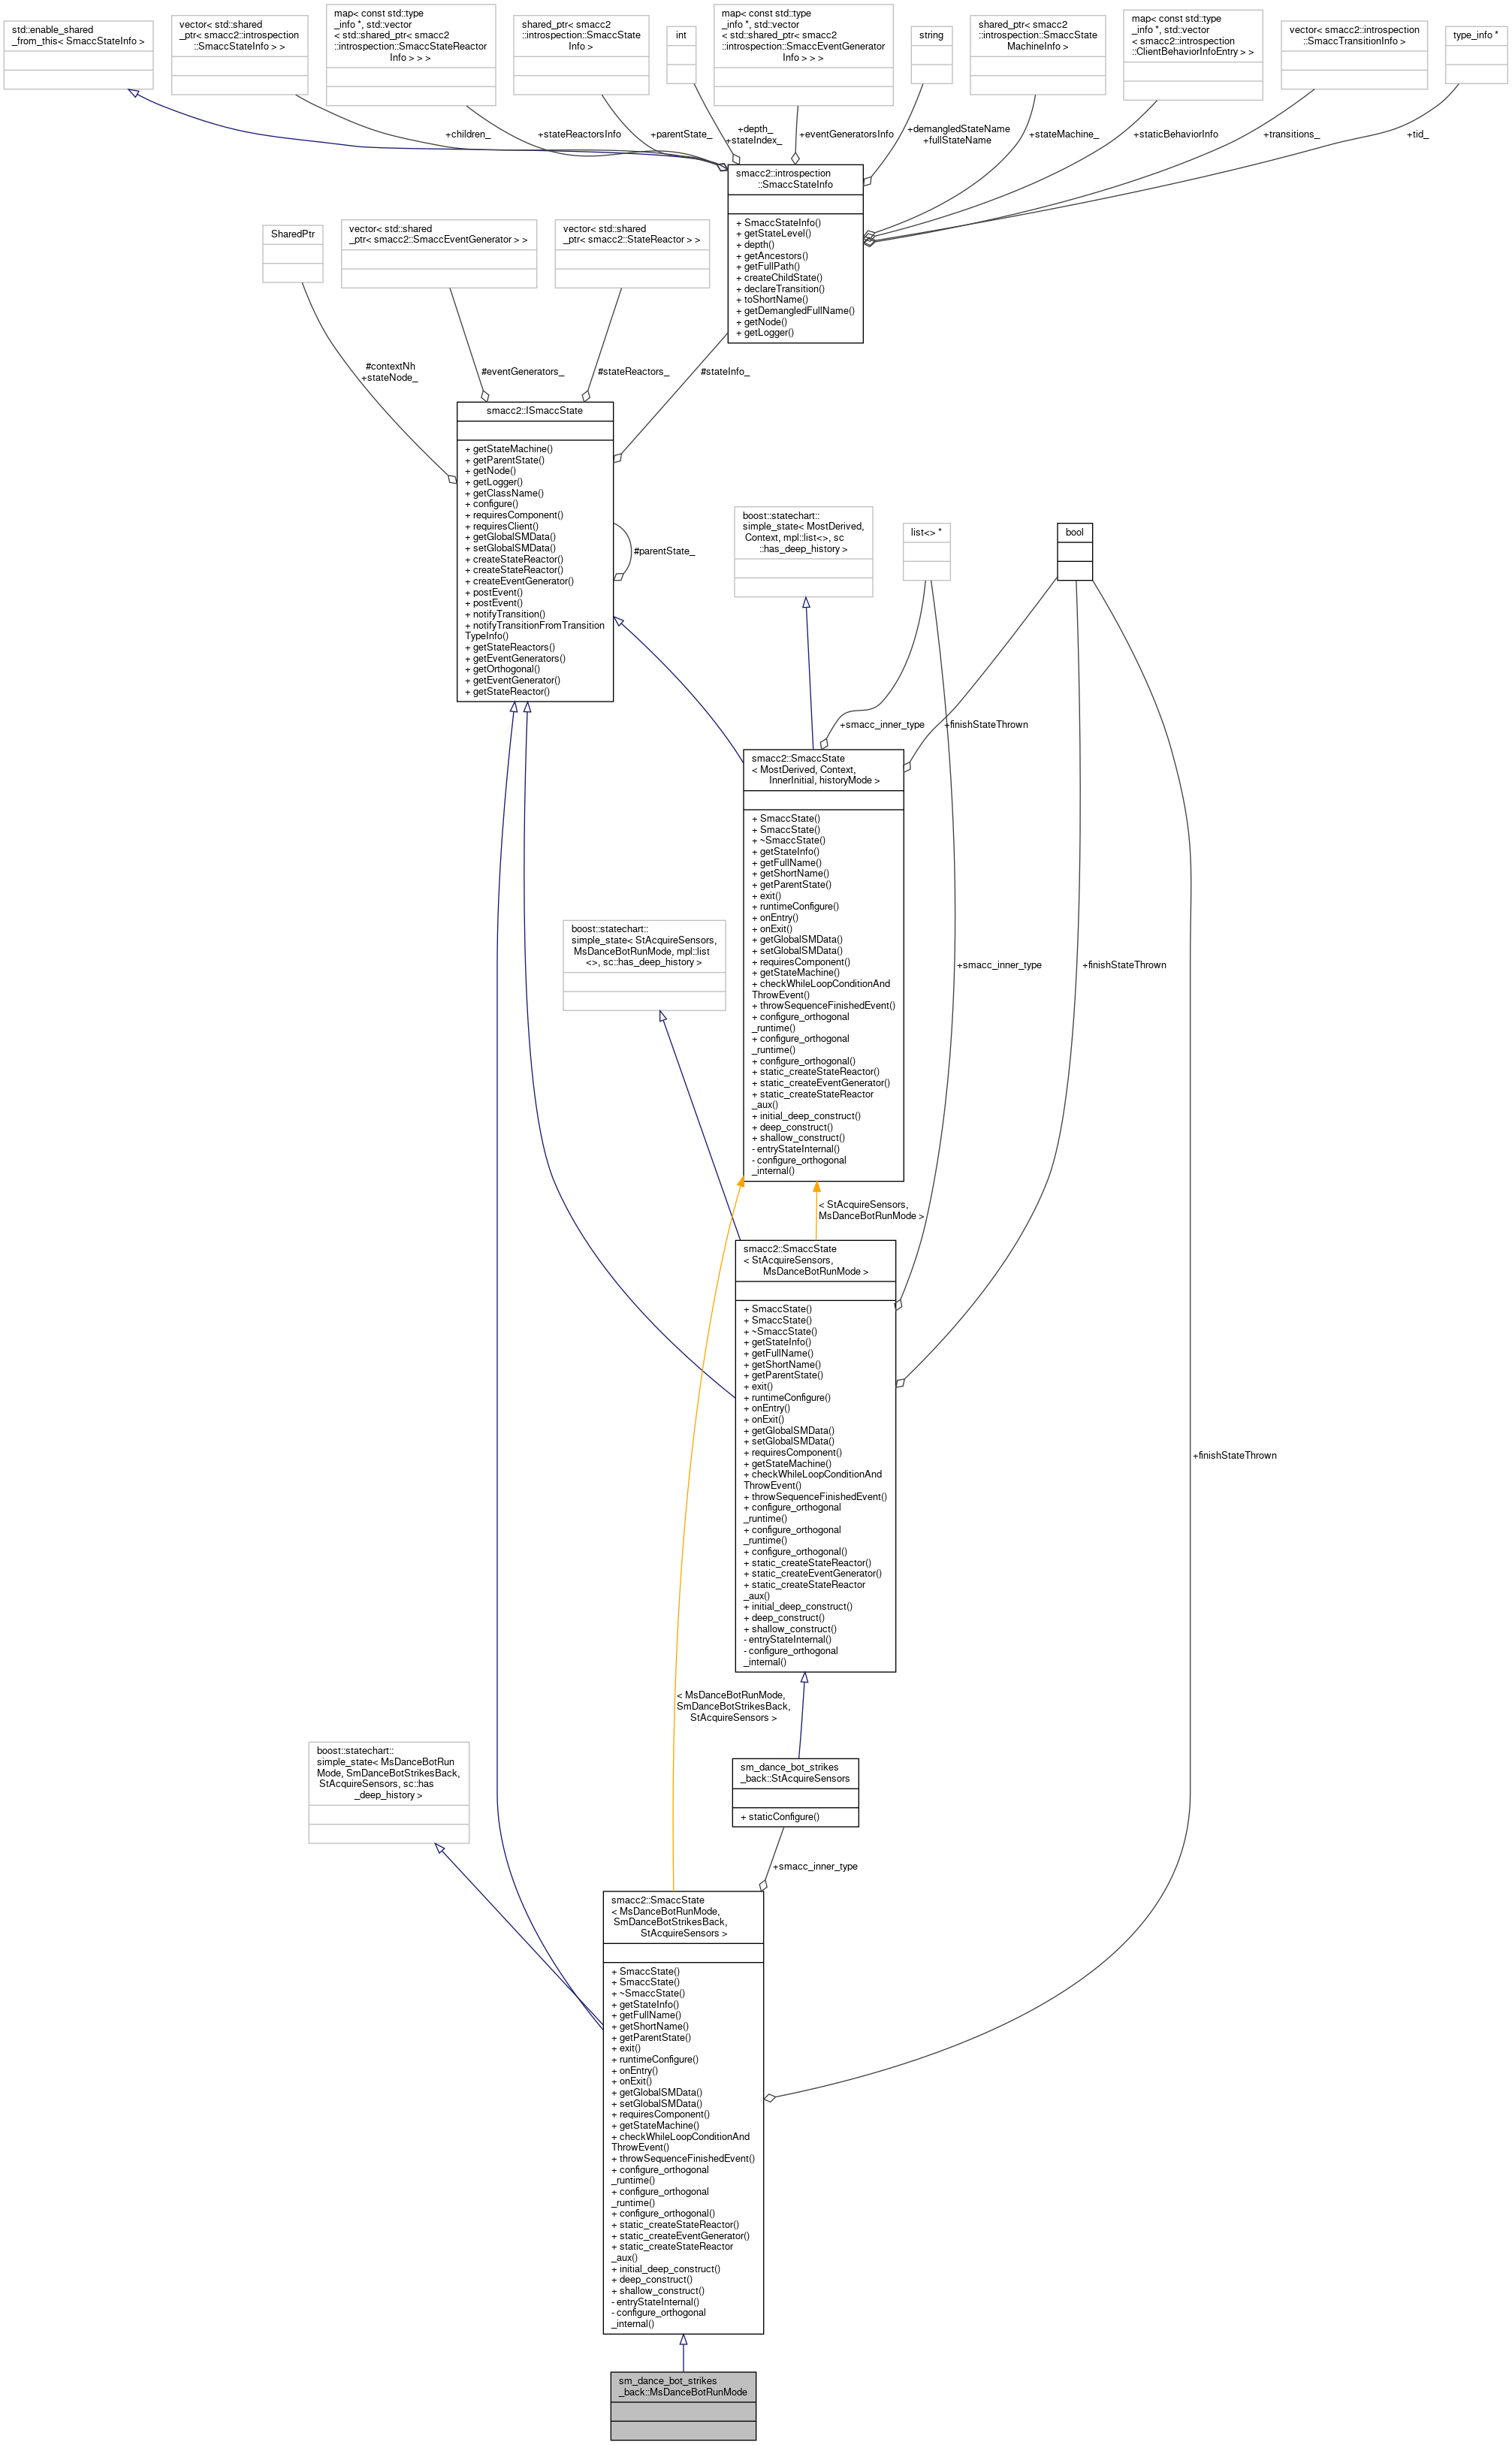 std::enable_shared
_from_this< SmaccStateInfo >
vector< std::shared
_ptr< smacc2::introspection
::SmaccStateInfo > >
map< const std::type
_info *, std::vector
< std::shared_ptr< smacc2
::introspection::SmaccStateReactor
Info > > >
shared_ptr< smacc2
::introspection::SmaccState
Info >
int
map< const std::type
_info *, std::vector
< std::shared_ptr< smacc2
::introspection::SmaccEventGenerator
Info > > >
string
shared_ptr< smacc2
::introspection::SmaccState
MachineInfo >
map< const std::type
_info *, std::vector
< smacc2::introspection
::ClientBehaviorInfoEntry > >
vector< smacc2::introspection
::SmaccTransitionInfo >
type_info *
+children_
+stateReactorsInfo
+parentState_
+depth_
+stateIndex_
+eventGeneratorsInfo
+demangledStateName
+fullStateName
+stateMachine_
+staticBehaviorInfo
+transitions_
+tid_
smacc2::introspection
::SmaccStateInfo
+ SmaccStateInfo()
+ getStateLevel()
+ depth()
+ getAncestors()
+ getFullPath()
+ createChildState()
+ declareTransition()
+ toShortName()
+ getDemangledFullName()
+ getNode()
+ getLogger()
SharedPtr
vector< std::shared
_ptr< smacc2::SmaccEventGenerator > >
vector< std::shared
_ptr< smacc2::StateReactor > >
#contextNh
+stateNode_
#eventGenerators_
#stateReactors_
#stateInfo_
smacc2::ISmaccState
+ getStateMachine()
+ getParentState()
+ getNode()
+ getLogger()
+ getClassName()
+ configure()
+ requiresComponent()
+ requiresClient()
+ getGlobalSMData()
+ setGlobalSMData()
+ createStateReactor()
+ createStateReactor()
+ createEventGenerator()
+ postEvent()
+ postEvent()
+ notifyTransition()
+ notifyTransitionFromTransition
TypeInfo()
+ getStateReactors()
+ getEventGenerators()
+ getOrthogonal()
+ getEventGenerator()
+ getStateReactor()
#parentState_
boost::statechart::
simple_state< MostDerived,
Context, mpl::list<>, sc
::has_deep_history >
list<> *
bool
+smacc_inner_type
+finishStateThrown
smacc2::SmaccState
< MostDerived, Context,
InnerInitial, historyMode >
+ SmaccState()
+ SmaccState()
+ ~SmaccState()
+ getStateInfo()
+ getFullName()
+ getShortName()
+ getParentState()
+ exit()
+ runtimeConfigure()
+ onEntry()
+ onExit()
+ getGlobalSMData()
+ setGlobalSMData()
+ requiresComponent()
+ getStateMachine()
+ checkWhileLoopConditionAnd
ThrowEvent()
+ throwSequenceFinishedEvent()
+ configure_orthogonal
_runtime()
+ configure_orthogonal
_runtime()
+ configure_orthogonal()
+ static_createStateReactor()
+ static_createEventGenerator()
+ static_createStateReactor
_aux()
+ initial_deep_construct()
+ deep_construct()
+ shallow_construct()
- entryStateInternal()
- configure_orthogonal
_internal()
boost::statechart::
simple_state< StAcquireSensors,
MsDanceBotRunMode, mpl::list
<>, sc::has_deep_history >
+smacc_inner_type
+finishStateThrown
< StAcquireSensors,
MsDanceBotRunMode >
smacc2::SmaccState
< StAcquireSensors,
MsDanceBotRunMode >
+ SmaccState()
+ SmaccState()
+ ~SmaccState()
+ getStateInfo()
+ getFullName()
+ getShortName()
+ getParentState()
+ exit()
+ runtimeConfigure()
+ onEntry()
+ onExit()
+ getGlobalSMData()
+ setGlobalSMData()
+ requiresComponent()
+ getStateMachine()
+ checkWhileLoopConditionAnd
ThrowEvent()
+ throwSequenceFinishedEvent()
+ configure_orthogonal
_runtime()
+ configure_orthogonal
_runtime()
+ configure_orthogonal()
+ static_createStateReactor()
+ static_createEventGenerator()
+ static_createStateReactor
_aux()
+ initial_deep_construct()
+ deep_construct()
+ shallow_construct()
- entryStateInternal()
- configure_orthogonal
_internal()
+finishStateThrown
< MsDanceBotRunMode,
SmDanceBotStrikesBack,
StAcquireSensors >
boost::statechart::
simple_state< MsDanceBotRun
Mode, SmDanceBotStrikesBack,
StAcquireSensors, sc::has
_deep_history >
sm_dance_bot_strikes
_back::StAcquireSensors
+ staticConfigure()
+smacc_inner_type
smacc2::SmaccState
< MsDanceBotRunMode,
SmDanceBotStrikesBack,
StAcquireSensors >
+ SmaccState()
+ SmaccState()
+ ~SmaccState()
+ getStateInfo()
+ getFullName()
+ getShortName()
+ getParentState()
+ exit()
+ runtimeConfigure()
+ onEntry()
+ onExit()
+ getGlobalSMData()
+ setGlobalSMData()
+ requiresComponent()
+ getStateMachine()
+ checkWhileLoopConditionAnd
ThrowEvent()
+ throwSequenceFinishedEvent()
+ configure_orthogonal
_runtime()
+ configure_orthogonal
_runtime()
+ configure_orthogonal()
+ static_createStateReactor()
+ static_createEventGenerator()
+ static_createStateReactor
_aux()
+ initial_deep_construct()
+ deep_construct()
+ shallow_construct()
- entryStateInternal()
- configure_orthogonal
_internal()
sm_dance_bot_strikes
_back::MsDanceBotRunMode